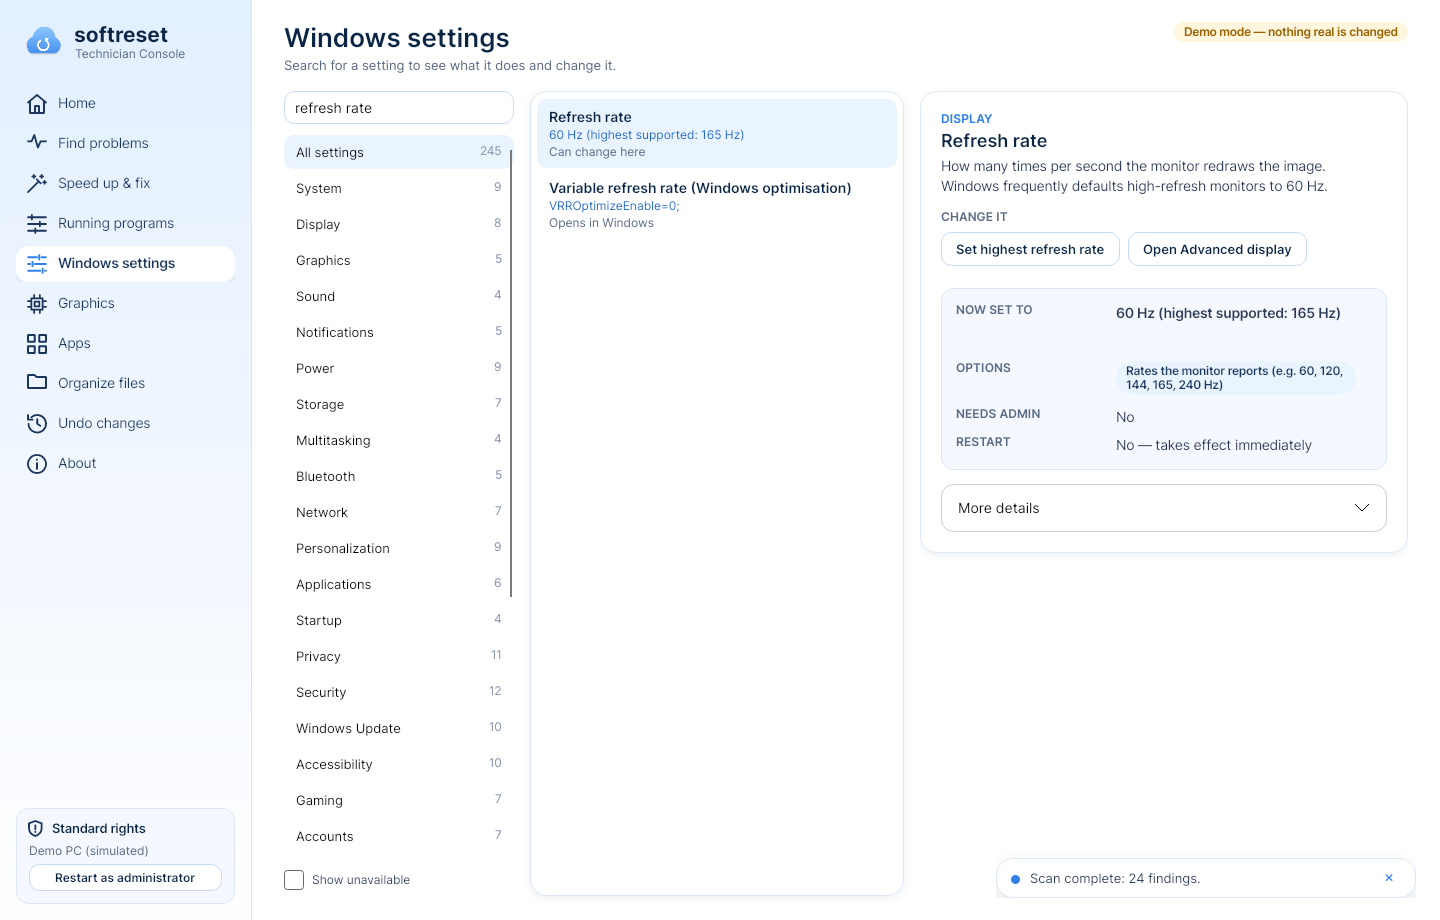 softreset
Technician Console
Home
Find problems
Speed up & fix
Running programs
Windows settings
Graphics
Apps
Organize files
Undo changes
About
Standard rights
Demo PC (simulated)
Restart as administrator
Windows settings
Search for a setting to see what it does and change it.
Demo mode — nothing real is changed
refresh rate
All settings 245
System 9
Display 8
Graphics 5
Sound 4
Notifications 5
Power 9
Storage 7
Multitasking 4
Bluetooth 5
Network 7
Personalization 9
Applications 6
Startup 4
Privacy 11
Security 12
Windows Update 10
Accessibility 10
Gaming 7
Accounts 7
Show unavailable
Refresh rate
60 Hz (highest supported: 165 Hz)
Can change here
Variable refresh rate (Windows optimisation)
VRROptimizeEnable=0;
Opens in Windows
DISPLAY
Refresh rate
How many times per second the monitor redraws the image.
Windows frequently defaults high-refresh monitors to 60 Hz.
CHANGE IT
Set highest refresh rate
Open Advanced display
NOW SET TO 60 Hz (highest supported: 165 Hz)
OPTIONS Rates the monitor reports (e.g. 60, 120,
144, 165, 240 Hz)
NEEDS ADMIN No
RESTART No — takes effect immediately
More details
Scan complete: 24 findings.